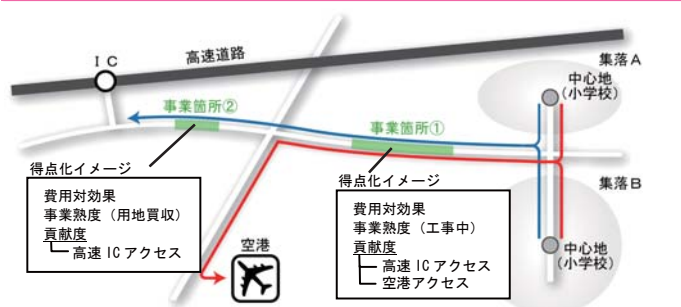 高速道路
ＩＣ
集落A
中心地
(小学校)
事業箇所②
事業箇所①
得点化イメージ
費用対効果
事業熟度（用地買収）
貢献度
高速 IC アクセス
得点化イメージ
費用対効果
事業熟度（工事中）
貢献度
高速 IC アクセス
空港アクセス
集落B
空港
中心地
(小学校)